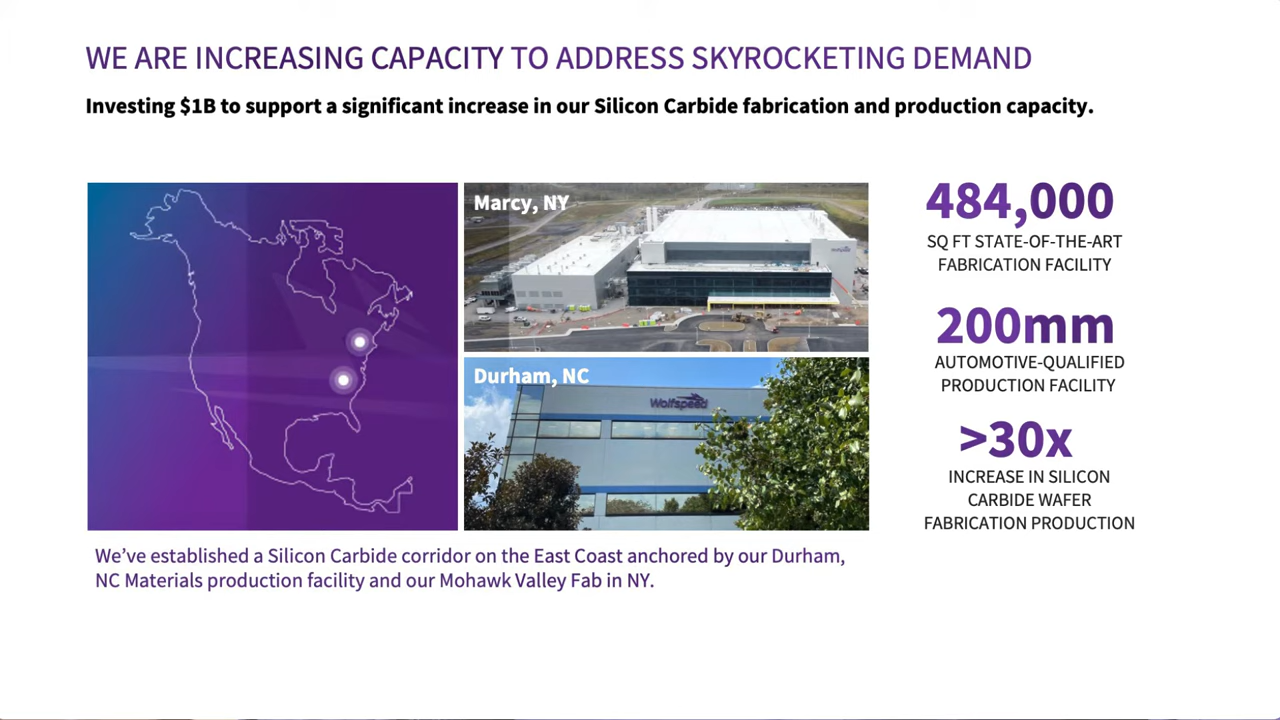 WE ARE INCREASING CAPACITY TO ADDRESS SKYROCKETING DEMAND
Investing $1B to support a significant increase in our Silicon Carbide fabrication and production capacity.
Marcy, NY
Wolfspeed
Durham, NC
Wolfspeed
484,000
SQ FT STATE-OF-THE-ART
FABRICATION FACILITY
200mm
AUTOMOTIVE-QUALIFIED
PRODUCTION FACILITY
>30x
INCREASE IN SILICON
CARBIDE WAFER
FABRICATION PRODUCTION
We’ve established a Silicon Carbide corridor on the East Coast anchored by our Durham,
NC Materials production facility and our Mohawk Valley Fab in NY.